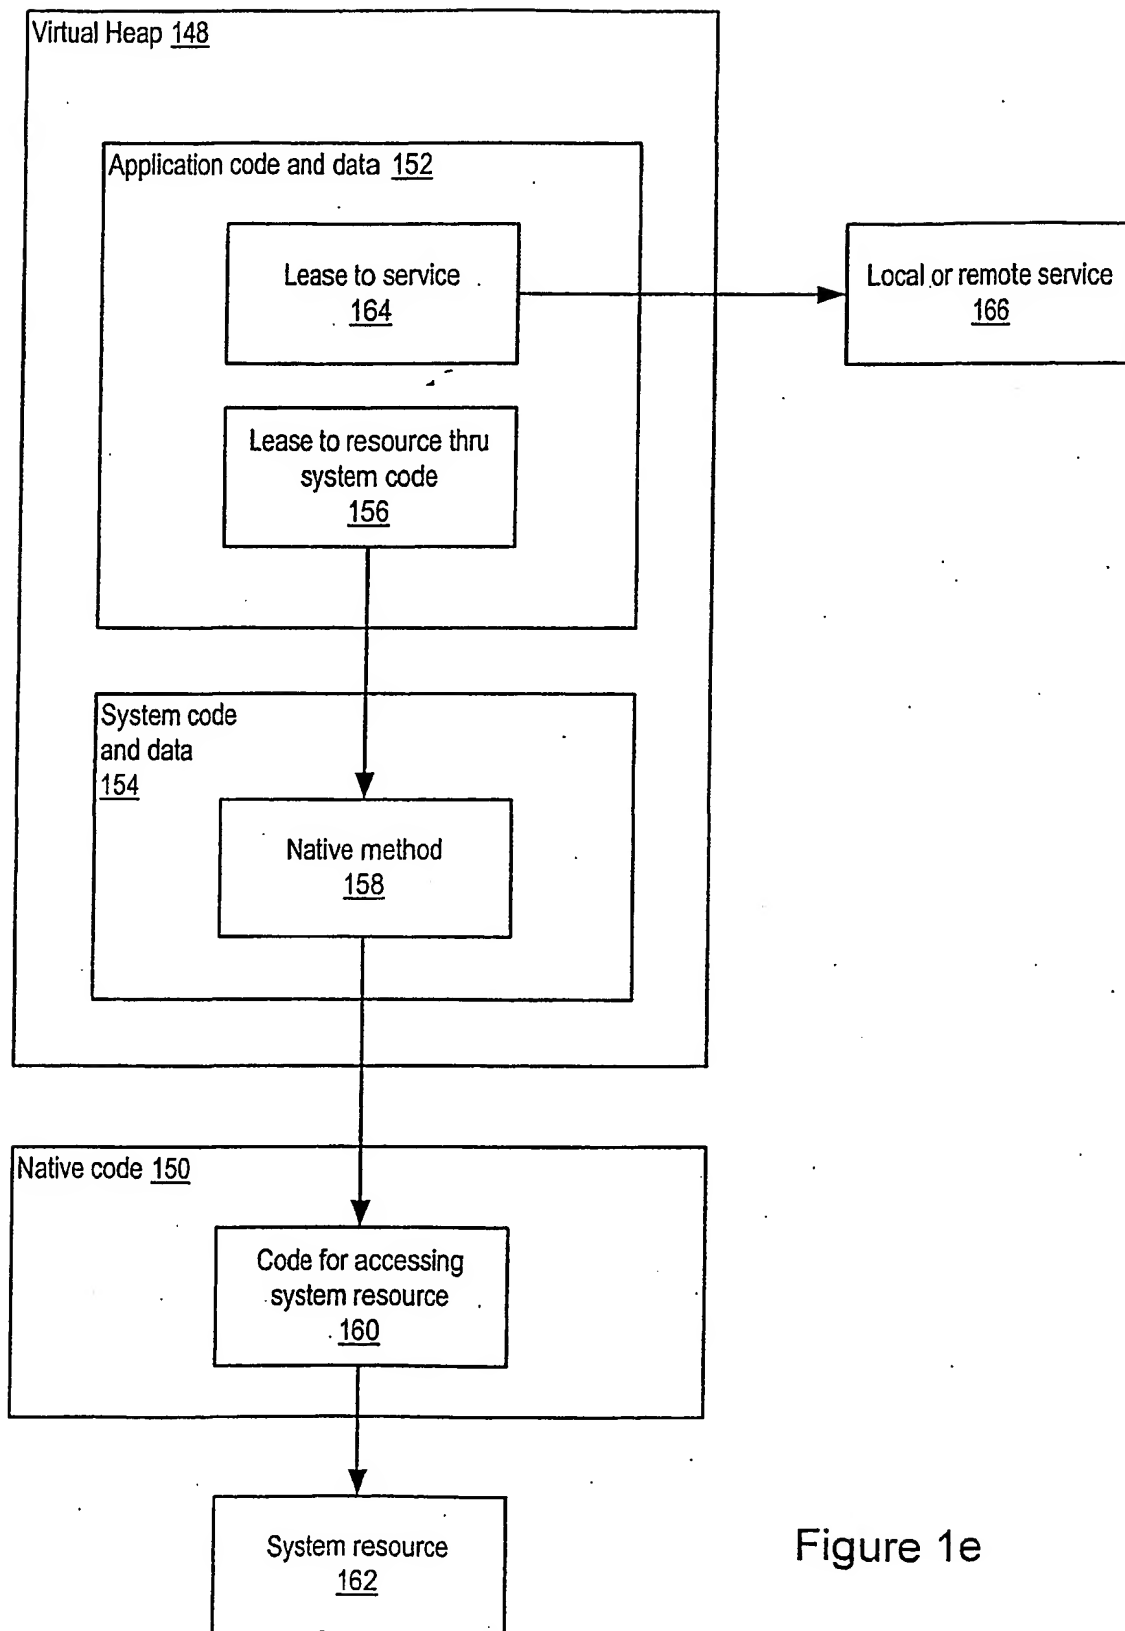 Virtual Heap 148
Application code and data 152
Lease to service
164
Local or remote service
166
Lease to resource thru
system code
156
System code
and data
154
Native method
158
Native code 150
Code for accessing
system resource
160
System resource
162
Figure 1e